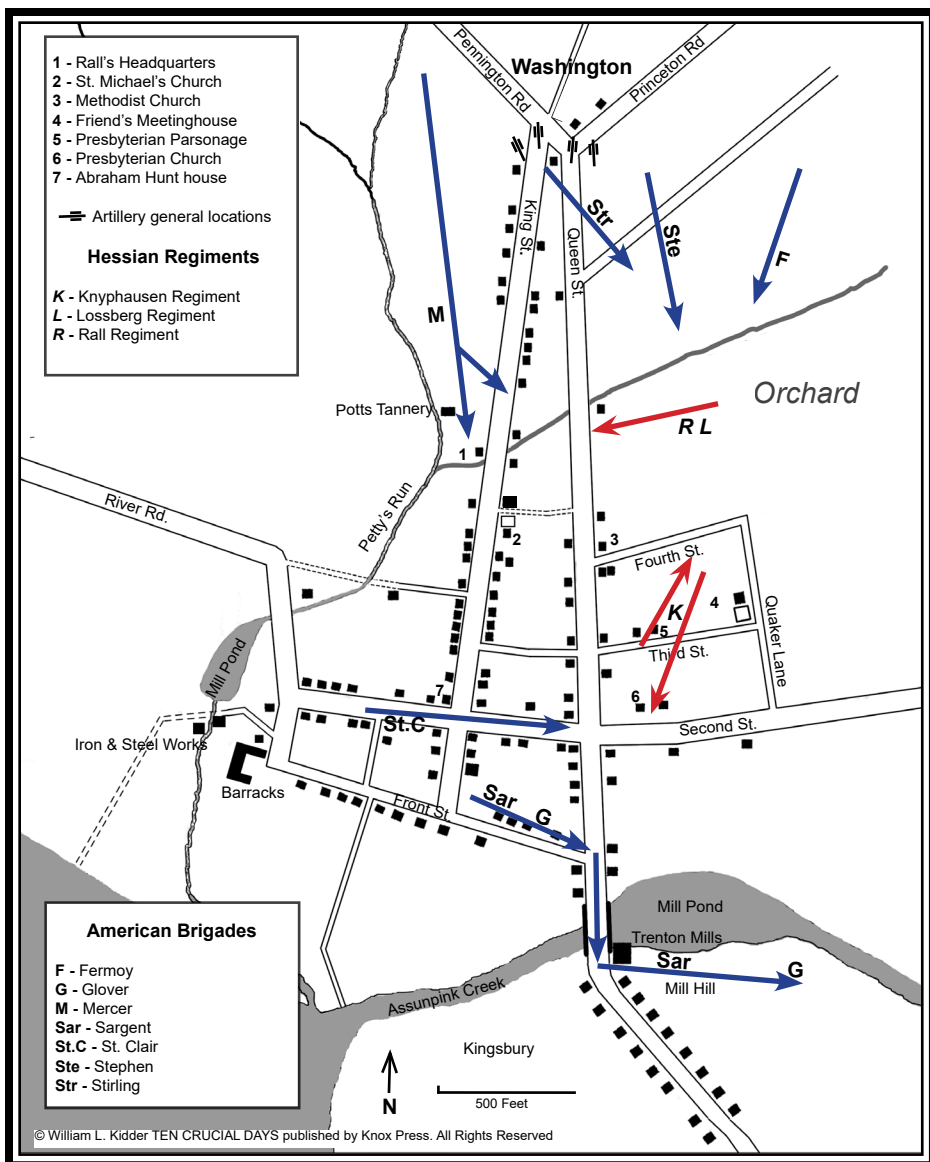 1 - Rall's Headquarters
2 - St. Michael's Church
3 - Methodist Church
4 - Friend's Meetinghouse
5 - Presbyterian Parsonage
6 - Presbyterian Church
7 - Abraham Hunt house
Artillery general locations
Hessian Regiments
K - Knyphausen Regiment
L - Lossberg Regiment
R - Rall Regiment
Pennington Rd
Washington
Princeton Rd
King St.
Queen St.
Str
Ste
F
M
Orchard
Potts Tannery
R L
1
River Rd.
Petty's Run
2
3
Fourth St.
4
K
5
Quaker Lane
Third St.
Mill Pond
7
6
St.C
Second St.
Iron & Steel Works
Barracks
Front St.
Sar
G
Mill Pond
Trenton Mills
Sar
G
Mill Hill
Assunpink Creek
Kingsbury
N
500 Feet
American Brigades
F - Fermoy
G - Glover
M - Mercer
Sar - Sargent
St.C - St. Clair
Ste - Stephen
Str - Stirling
© William L. Kidder TEN CRUCIAL DAYS published by Knox Press. All Rights Reserved